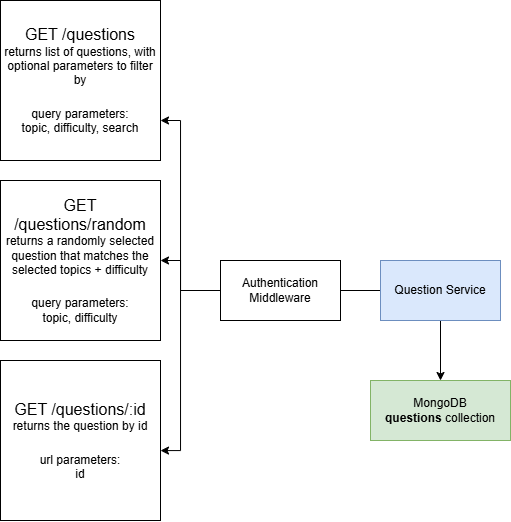 GET /questions
returns list of questions, with
optional parameters to filter
by
query parameters:
topic, difficulty, search
GET
/questions/random
returns a randomly selected
question that matches the
selected topics + difficulty
query parameters:
topic, difficulty
GET /questions/:id
returns the question by id
url parameters:
id
Authentication
Middleware
Question Service
MongoDB
questions collection